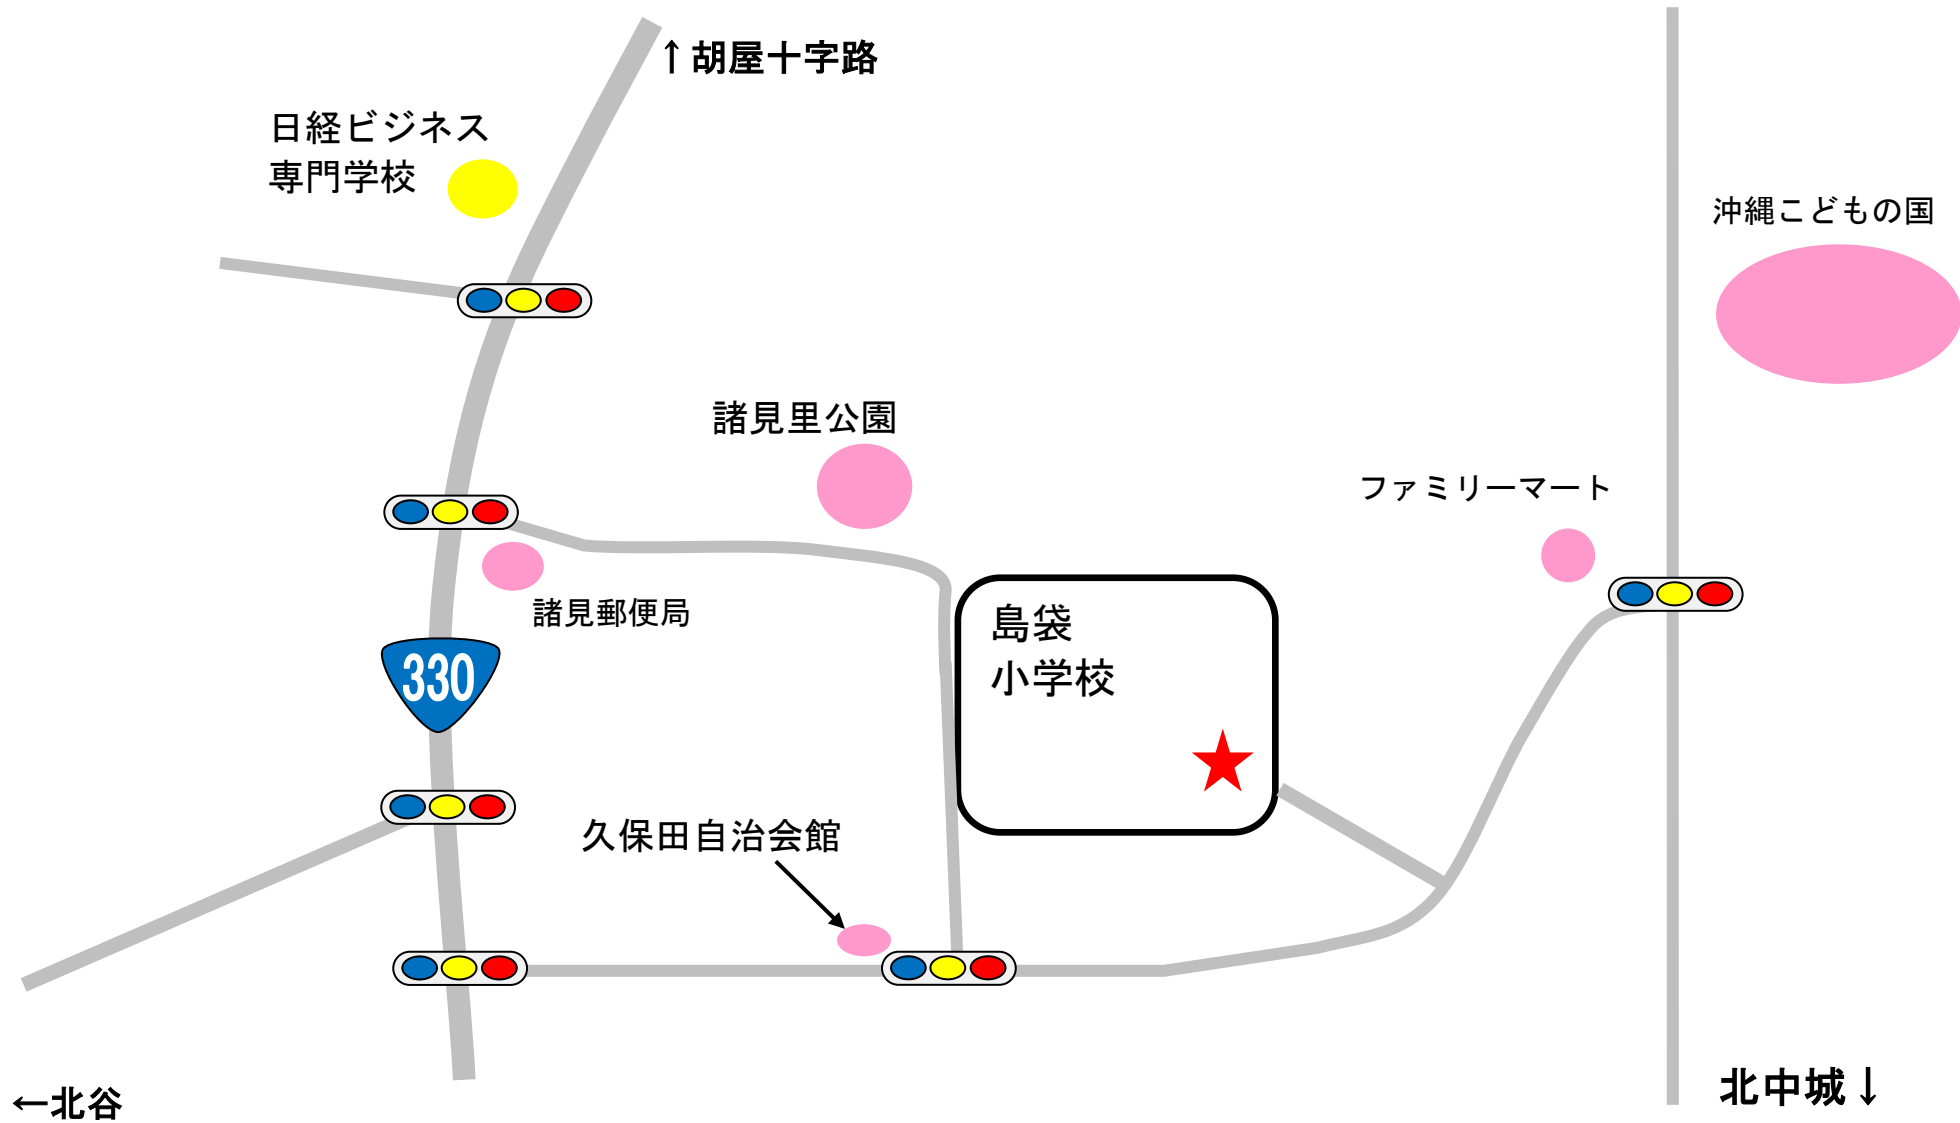 ↑胡屋十字路
日経ビジネス
専門学校
沖縄こどもの国
諸見里公園
ファミリーマート
諸見郵便局
島袋
小学校
330
久保田自治会館
←北谷
北中城↓